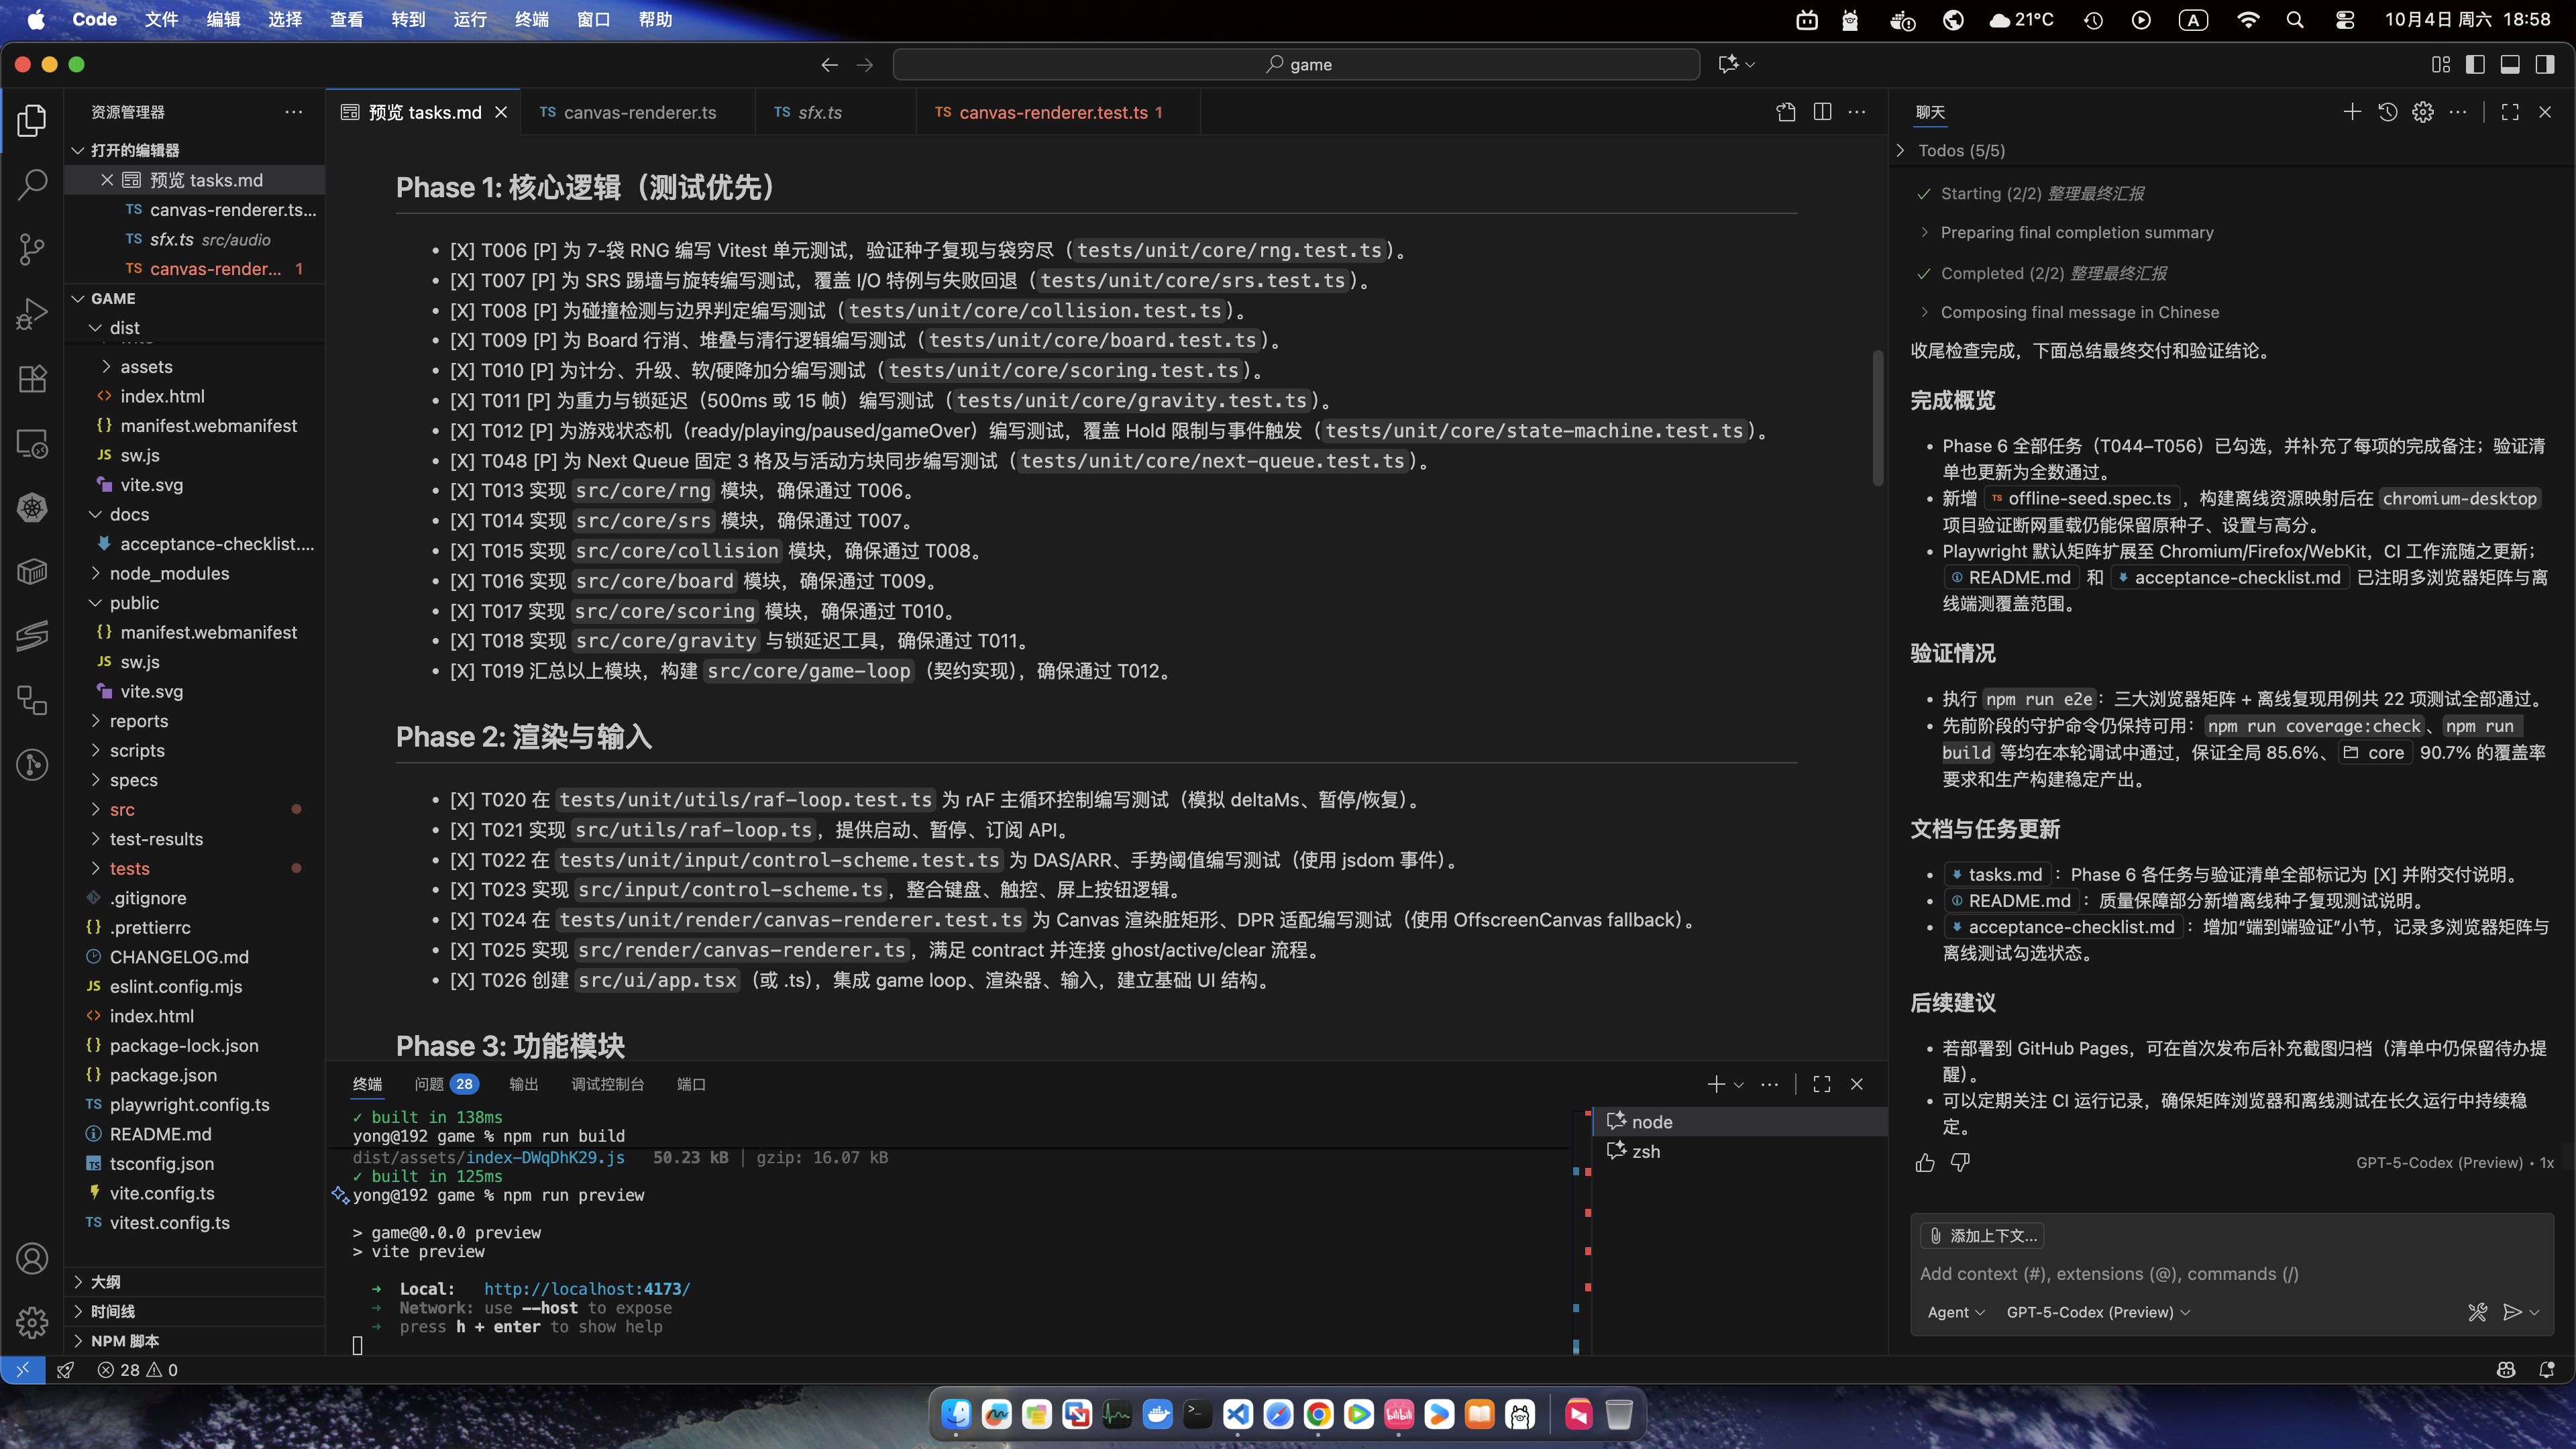 Code 文件 编辑 选择 查看 转到 运行 终端 窗口 帮助
21°C A 10月4日 周六 18:58
game
资源管理器
打开的编辑器
预览 tasks.md
TS canvas-renderer.ts...
TS sfx.ts src/audio
TS canvas-render... 1
GAME
dist
assets
index.html
manifest.webmanifest
JS sw.js
vite.svg
docs
acceptance-checklist....
node_modules
public
manifest.webmanifest
JS sw.js
vite.svg
reports
scripts
specs
src
test-results
tests
.gitignore
.prettierrc
CHANGELOG.md
JS eslint.config.mjs
index.html
package-lock.json
package.json
TS playwright.config.ts
README.md
TS tsconfig.json
vite.config.ts
TS vitest.config.ts
大纲
时间线
NPM 脚本
28 0
预览 tasks.md
TS canvas-renderer.ts
TS sfx.ts
TS canvas-renderer.test.ts 1
Phase 1: 核心逻辑（测试优先）
[X] T006 [P] 为 7-袋 RNG 编写 Vitest 单元测试，验证种子复现与袋穷尽（tests/unit/core/rng.test.ts）。
[X] T007 [P] 为 SRS 踢墙与旋转编写测试，覆盖 I/O 特例与失败回退（tests/unit/core/srs.test.ts）。
[X] T008 [P] 为碰撞检测与边界判定编写测试（tests/unit/core/collision.test.ts）。
[X] T009 [P] 为 Board 行消、堆叠与清行逻辑编写测试（tests/unit/core/board.test.ts）。
[X] T010 [P] 为计分、升级、软/硬降加分编写测试（tests/unit/core/scoring.test.ts）。
[X] T011 [P] 为重力与锁延迟（500ms 或 15 帧）编写测试（tests/unit/core/gravity.test.ts）。
[X] T012 [P] 为游戏状态机（ready/playing/paused/gameOver）编写测试，覆盖 Hold 限制与事件触发（tests/unit/core/state-machine.test.ts）。
[X] T048 [P] 为 Next Queue 固定 3 格及与活动方块同步编写测试（tests/unit/core/next-queue.test.ts）。
[X] T013 实现 src/core/rng 模块，确保通过 T006。
[X] T014 实现 src/core/srs 模块，确保通过 T007。
[X] T015 实现 src/core/collision 模块，确保通过 T008。
[X] T016 实现 src/core/board 模块，确保通过 T009。
[X] T017 实现 src/core/scoring 模块，确保通过 T010。
[X] T018 实现 src/core/gravity 与锁延迟工具，确保通过 T011。
[X] T019 汇总以上模块，构建 src/core/game-loop（契约实现），确保通过 T012。
Phase 2: 渲染与输入
[X] T020 在 tests/unit/utils/raf-loop.test.ts 为 rAF 主循环控制编写测试（模拟 deltaMs、暂停/恢复）。
[X] T021 实现 src/utils/raf-loop.ts，提供启动、暂停、订阅 API。
[X] T022 在 tests/unit/input/control-scheme.test.ts 为 DAS/ARR、手势阈值编写测试（使用 jsdom 事件）。
[X] T023 实现 src/input/control-scheme.ts，整合键盘、触控、屏上按钮逻辑。
[X] T024 在 tests/unit/render/canvas-renderer.test.ts 为 Canvas 渲染脏矩形、DPR 适配编写测试（使用 OffscreenCanvas fallback）。
[X] T025 实现 src/render/canvas-renderer.ts，满足 contract 并连接 ghost/active/clear 流程。
[X] T026 创建 src/ui/app.tsx（或 .ts），集成 game loop、渲染器、输入，建立基础 UI 结构。
Phase 3: 功能模块
终端 问题 28 输出 调试控制台 端口
✓ built in 138ms
yong@192 game % npm run build
dist/assets/index-DWqDhK29.js 50.23 kB │ gzip: 16.07 kB
✓ built in 125ms
yong@192 game % npm run preview
> game@0.0.0 preview
> vite preview
➜ Local: http://localhost:4173/
➜ Network: use --host to expose
➜ press h + enter to show help
node
zsh
聊天
Todos (5/5)
Starting (2/2) 整理最终汇报
Preparing final completion summary
Completed (2/2) 整理最终汇报
Composing final message in Chinese
收尾检查完成，下面总结最终交付和验证结论。
完成概览
Phase 6 全部任务（T044–T056）已勾选，并补充了每项的完成备注；验证清
单也更新为全数通过。
新增 TS offline-seed.spec.ts，构建离线资源映射后在 chromium-desktop
项目验证断网重载仍能保留原种子、设置与高分。
Playwright 默认矩阵扩展至 Chromium/Firefox/WebKit，CI 工作流随之更新；
README.md 和 acceptance-checklist.md 已注明多浏览器矩阵与离
线端测覆盖范围。
验证情况
执行 npm run e2e：三大浏览器矩阵 + 离线复现用例共 22 项测试全部通过。
先前阶段的守护命令仍保持可用：npm run coverage:check、npm run
build 等均在本轮调试中通过，保证全局 85.6%、core 90.7% 的覆盖率
要求和生产构建稳定产出。
文档与任务更新
tasks.md：Phase 6 各任务与验证清单全部标记为 [X] 并附交付说明。
README.md：质量保障部分新增离线种子复现测试说明。
acceptance-checklist.md：增加“端到端验证”小节，记录多浏览器矩阵与
离线测试勾选状态。
后续建议
若部署到 GitHub Pages，可在首次发布后补充截图归档（清单中仍保留待办提
醒）。
可以定期关注 CI 运行记录，确保矩阵浏览器和离线测试在长久运行中持续稳
定。
GPT-5-Codex (Preview) • 1x
添加上下文...
Add context (#), extensions (@), commands (/)
Agent GPT-5-Codex (Preview)
bilibili